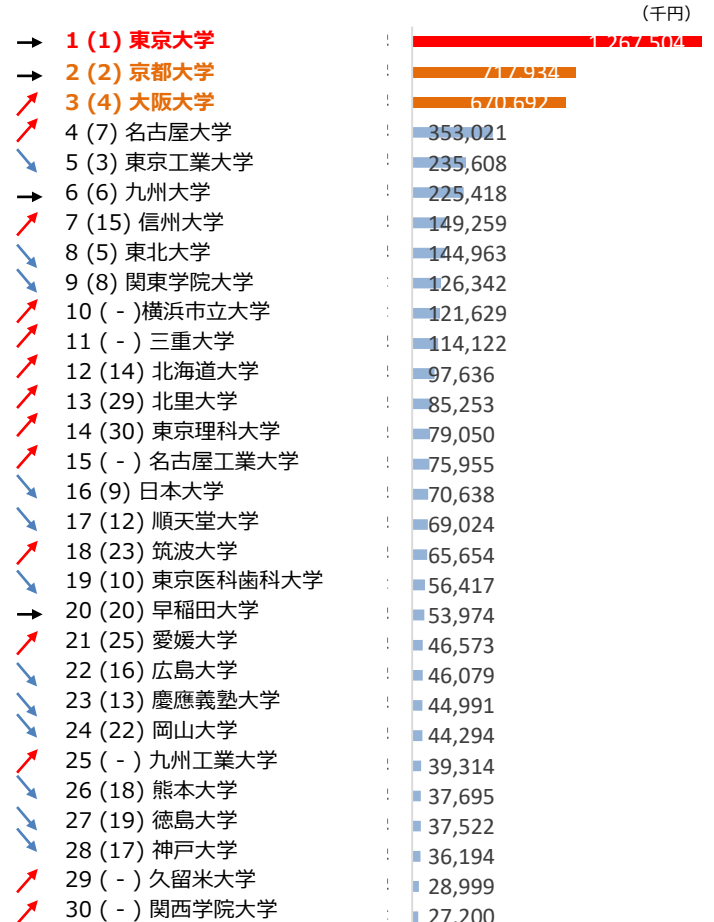 （千円）
1 (1) 東京大学 1,267,504
2 (2) 京都大学 717,934
3 (4) 大阪大学 670,692
4 (7) 名古屋大学 353,021
5 (3) 東京工業大学 235,608
6 (6) 九州大学 225,418
7 (15) 信州大学 149,259
8 (5) 東北大学 144,963
9 (8) 関東学院大学 126,342
10 ( - )横浜市立大学 121,629
11 ( - ) 三重大学 114,122
12 (14) 北海道大学 97,636
13 (29) 北里大学 85,253
14 (30) 東京理科大学 79,050
15 ( - ) 名古屋工業大学 75,955
16 (9) 日本大学 70,638
17 (12) 順天堂大学 69,024
18 (23) 筑波大学 65,654
19 (10) 東京医科歯科大学 56,417
20 (20) 早稲田大学 53,974
21 (25) 愛媛大学 46,573
22 (16) 広島大学 46,079
23 (13) 慶應義塾大学 44,991
24 (22) 岡山大学 44,294
25 ( - ) 九州工業大学 39,314
26 (18) 熊本大学 37,695
27 (19) 徳島大学 37,522
28 (17) 神戸大学 36,194
29 ( - ) 久留米大学 28,999
30 ( - ) 関西学院大学 27,200